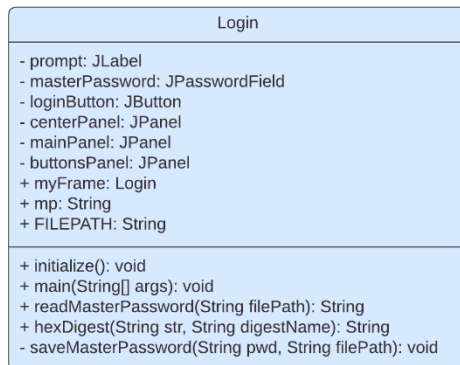 Login
- prompt: JLabel
- masterPassword: JPasswordField
- loginButton: JButton
- centerPanel: JPanel
- mainPanel: JPanel
- buttonsPanel: JPanel
+ myFrame: Login
+ mp: String
+ FILEPATH: String
+ initialize(): void
+ main(String[] args): void
+ readMasterPassword(String filePath): String
+ hexDigest(String str, String digestName): String
- saveMasterPassword(String pwd, String filePath): void